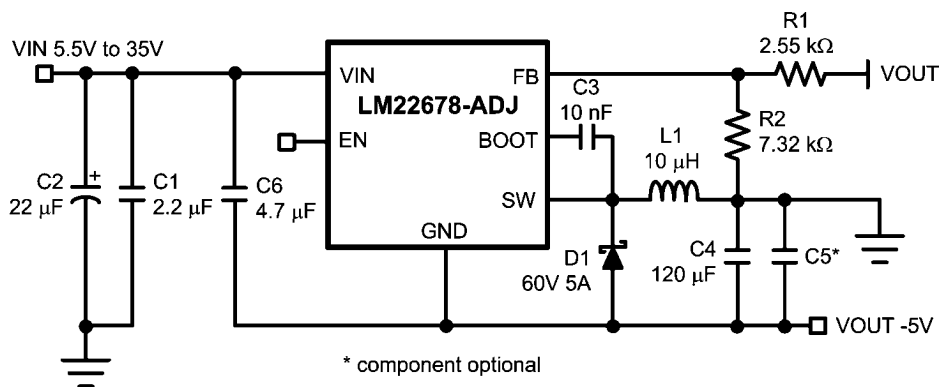 VIN 5.5V to 35V
C2
22 µF
+
C1
2.2 µF
C6
4.7 µF
VIN
FB
LM22678-ADJ
EN
BOOT
SW
GND
C3
10 nF
R1
2.55 kΩ
VOUT
R2
7.32 kΩ
L1
10 µH
D1
60V 5A
C4
120 µF
C5*
VOUT -5V
* component optional